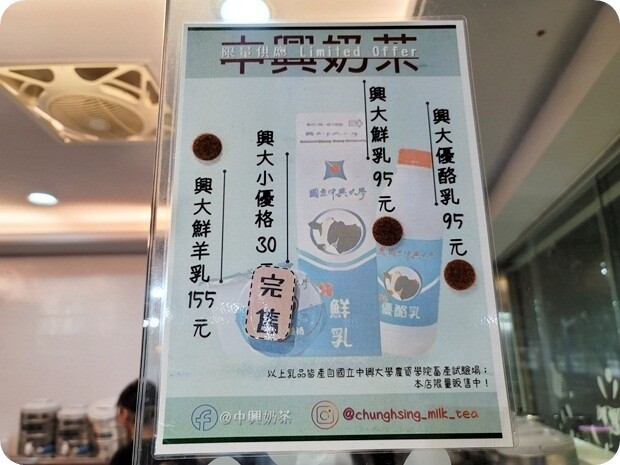 中興奶茶
限量供應 Limited Offer
興大優酪乳 95 元
興大鮮乳 95 元
興大小優格 30 元
興大鮮羊乳 155 元
完售
國立中興大學
鮮乳
優酪乳
以上乳品皆產自國立中興大學農資學院畜產試驗場；
本店限量販售中！
@中興奶茶
@chunghsing_milk_tea